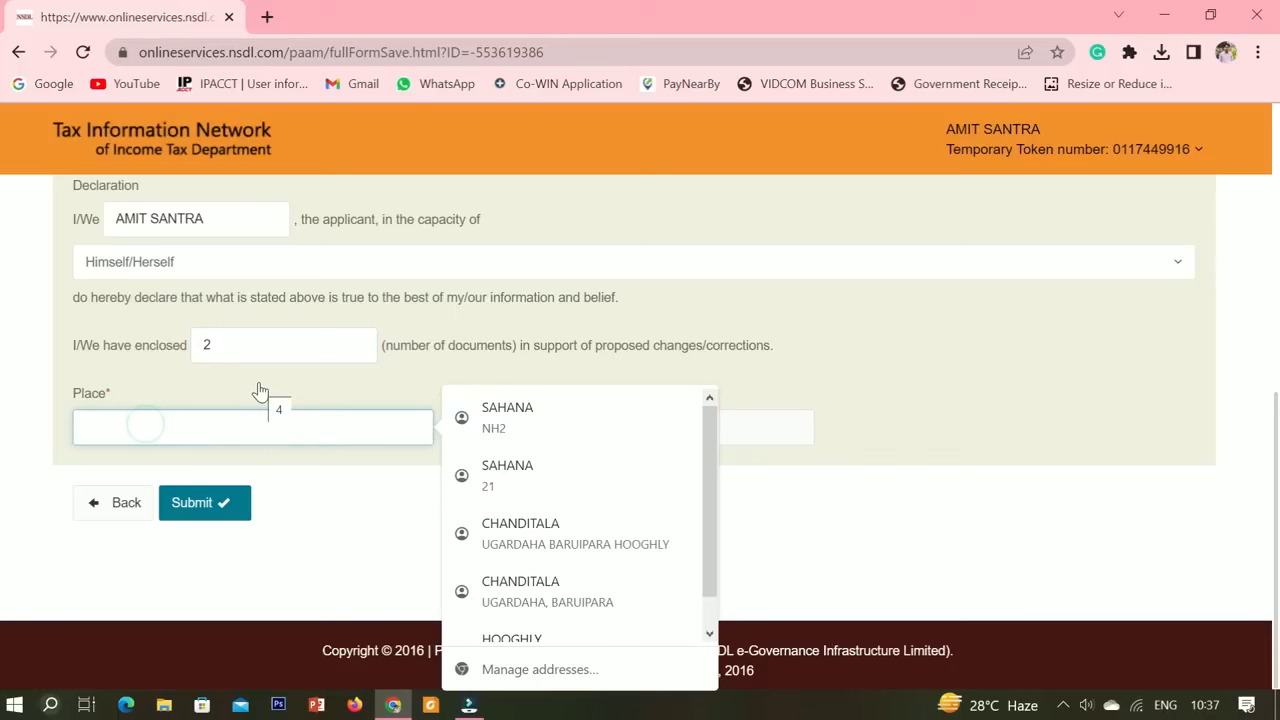 https://www.onlineservices.nsdl.c
onlineservices.nsdl.com/paam/fullFormSave.html?ID=-553619386
Google
YouTube
IPACCT | User infor...
Gmail
WhatsApp
Co-WIN Application
PayNearBy
VIDCOM Business S...
Government Receip...
Resize or Reduce i...
Tax Information Network
of Income Tax Department
AMIT SANTRA
Temporary Token number: 0117449916
Declaration
I/We AMIT SANTRA , the applicant, in the capacity of
Himself/Herself
do hereby declare that what is stated above is true to the best of my/our information and belief.
I/We have enclosed 2 (number of documents) in support of proposed changes/corrections.
Place*
4
SAHANA
NH2
SAHANA
21
CHANDITALA
UGARDAHA BARUIPARA HOOGHLY
CHANDITALA
UGARDAHA, BARUIPARA
HOOGHLY
Manage addresses...
Back
Submit
Copyright © 2016 | P
DL e-Governance Infrastructure Limited).
, 2016
28°C Haze
ENG
10:37